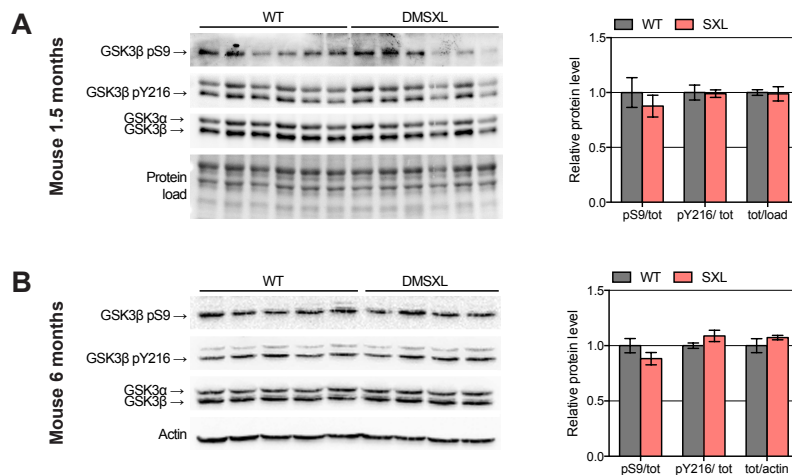 A
Mouse 1.5 months
WT
DMSXL
GSK3β pS9 →
GSK3β pY216 →
GSK3α →
GSK3β →
Protein
load
WT
SXL
Relative protein level
1.5
1.0
0.5
0.0
pS9/tot
pY216/ tot
tot/load
B
Mouse 6 months
WT
DMSXL
GSK3β pS9 →
GSK3β pY216 →
GSK3α →
GSK3β →
Actin →
WT
SXL
Relative protein level
1.5
1.0
0.5
0.0
pS9/tot
pY216/ tot
tot/actin